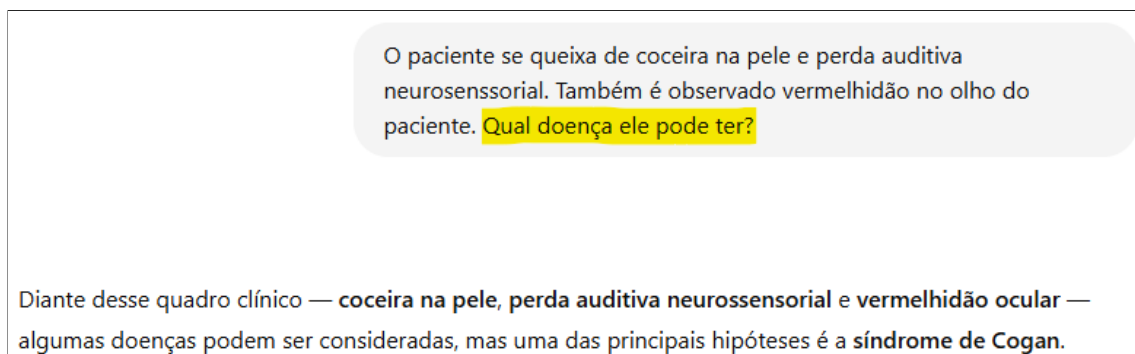 O paciente se queixa de coceira na pele e perda auditiva
neurosenssorial. Também é observado vermelhidão no olho do
paciente. Qual doença ele pode ter?
Diante desse quadro clínico — coceira na pele, perda auditiva neurossensorial e vermelhidão ocular —
algumas doenças podem ser consideradas, mas uma das principais hipóteses é a síndrome de Cogan.